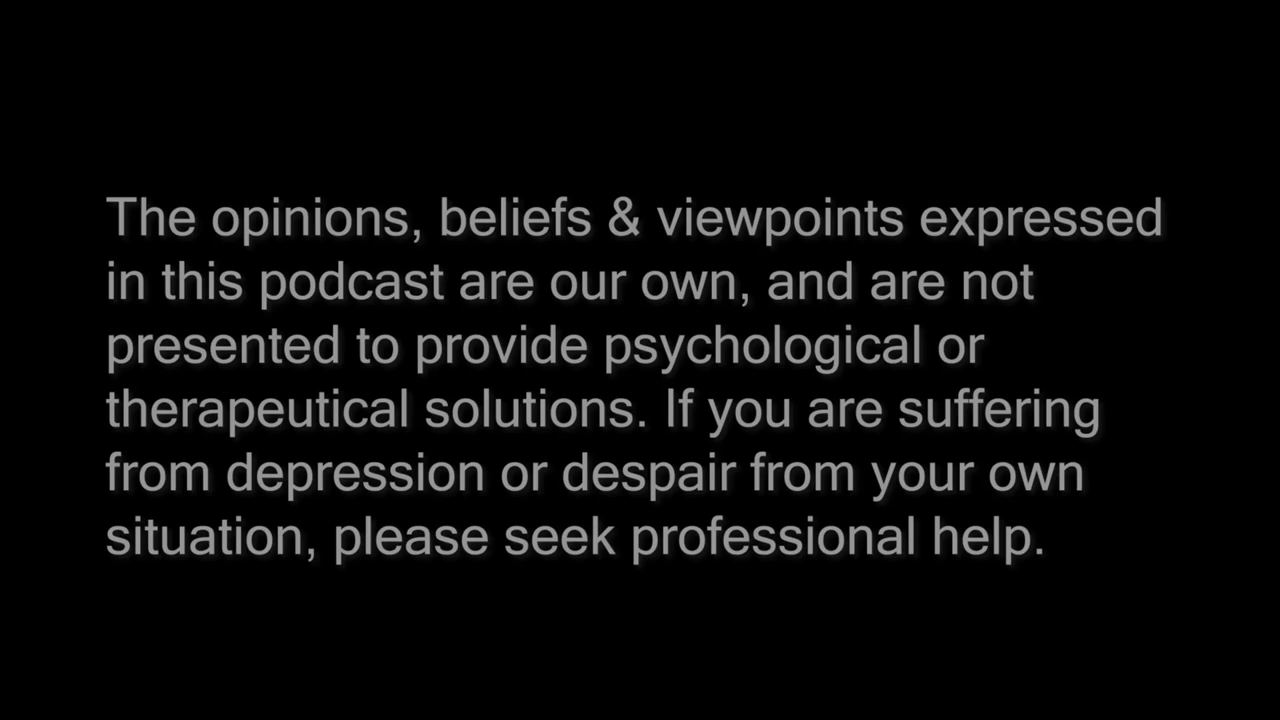 The opinions, beliefs & viewpoints expressed
in this podcast are our own, and are not
presented to provide psychological or
therapeutical solutions. If you are suffering
from depression or despair from your own
situation, please seek professional help.